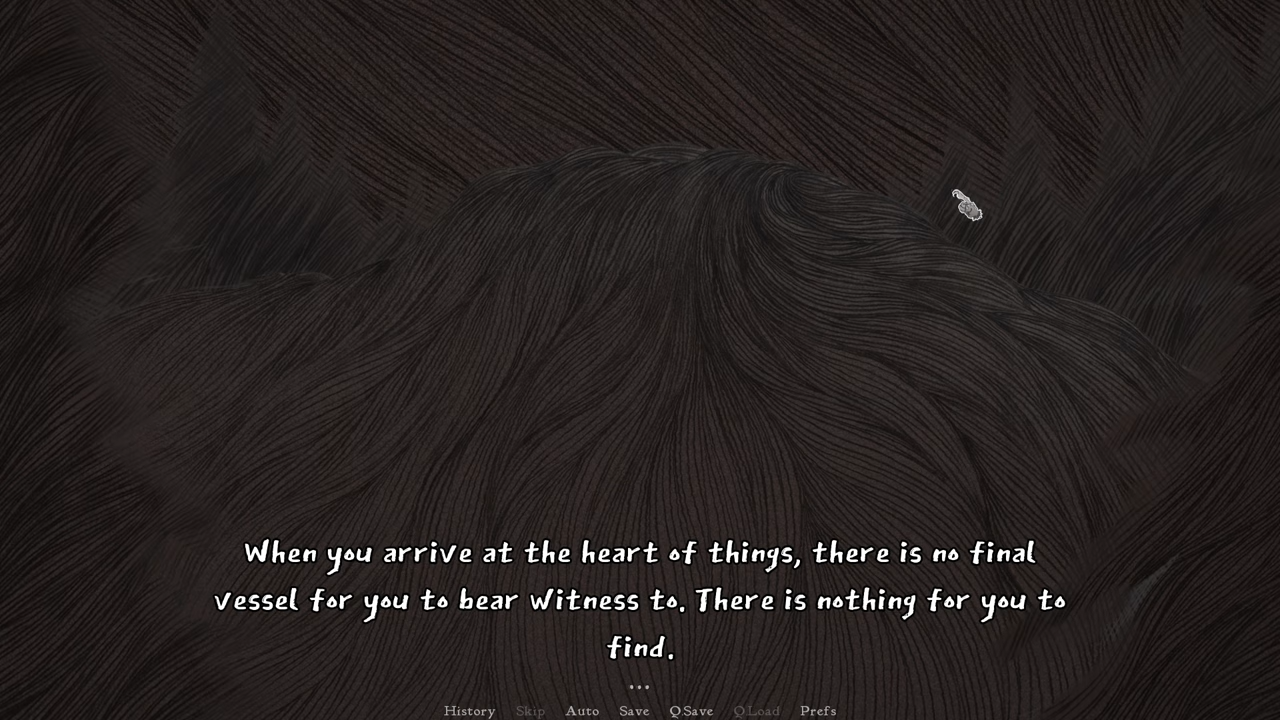 When you arrive at the heart of things, there is no final
vessel for you to bear witness to. There is nothing for you to
find.
...
History Skip Auto Save Q.Save Q.Load Prefs